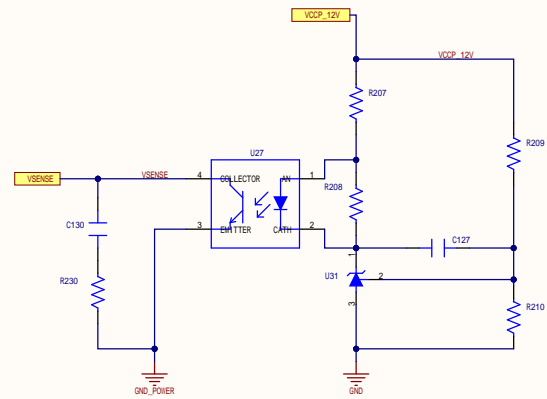 VCCP_12V
VCCP_12V
R207
R209
U27
VSENSE
VSENSE
4
COLLECTOR
AN
1
R208
C130
3
EMITTER
CATH
2
C127
1
U31
2
R230
3
R210
GND_POWER
GND